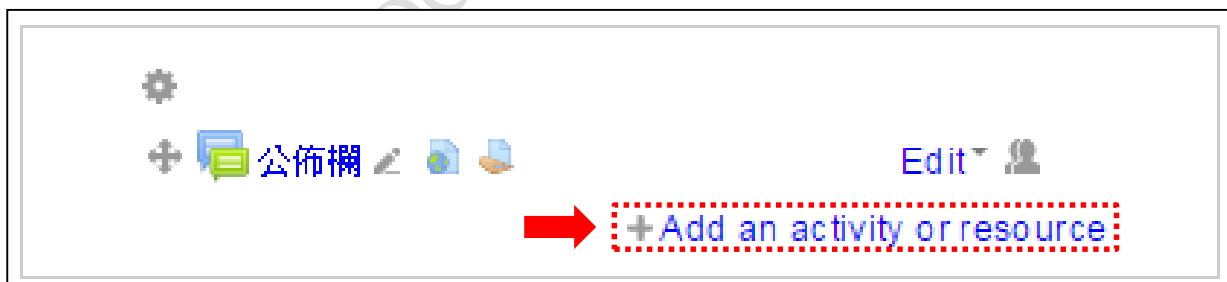 公佈欄 Edit
Add an activity or resource